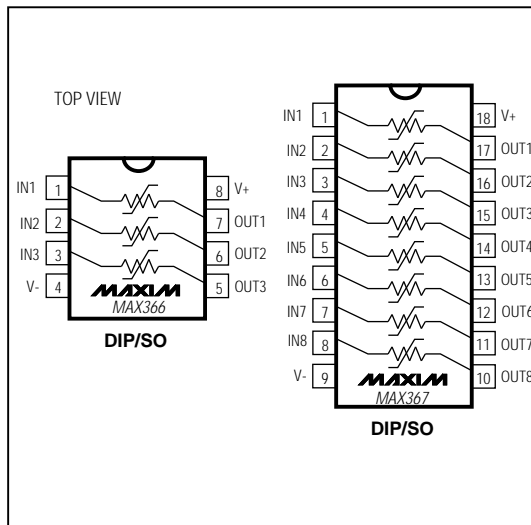 TOP VIEW
IN1 1 8 V+
IN2 2 7 OUT1
IN3 3 6 OUT2
V- 4 5 OUT3
MAXIM
MAX366
DIP/SO
IN1 1 18 V+
IN2 2 17 OUT1
IN3 3 16 OUT2
IN4 4 15 OUT3
IN5 5 14 OUT4
IN6 6 13 OUT5
IN7 7 12 OUT6
IN8 8 11 OUT7
V- 9 10 OUT8
MAXIM
MAX367
DIP/SO